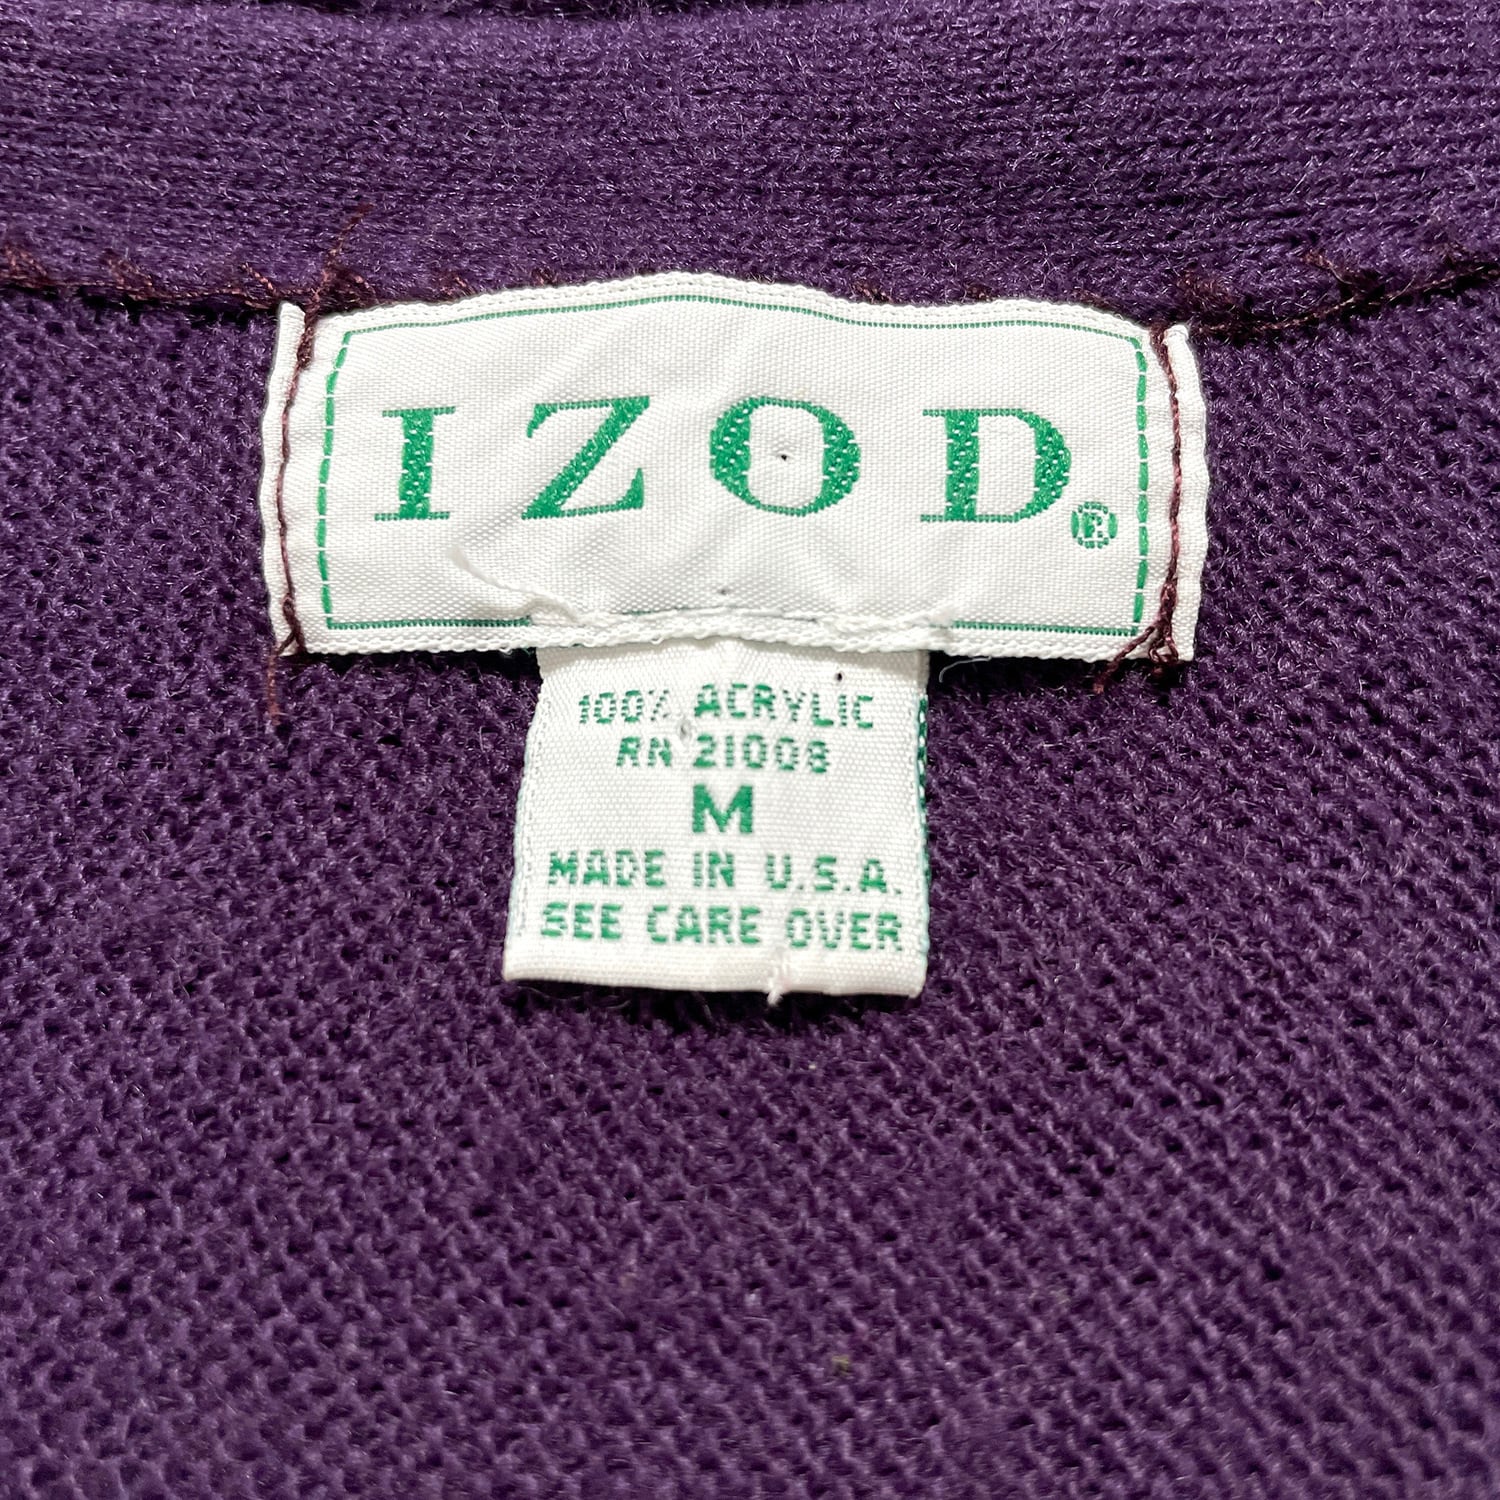 IZOD®
100% ACRYLIC
RN 21008
M
MADE IN U.S.A.
SEE CARE OVER